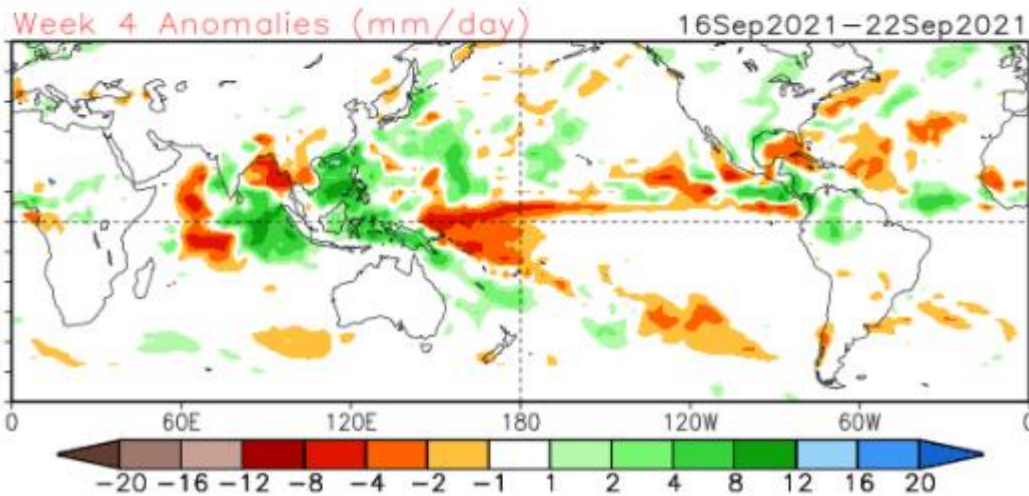 Week 4 Anomalies (mm/day) 16Sep2021-22Sep2021
0 60E 120E 180 120W 60W 0
-20 -16 -12 -8 -4 -2 -1 1 2 4 8 12 16 20